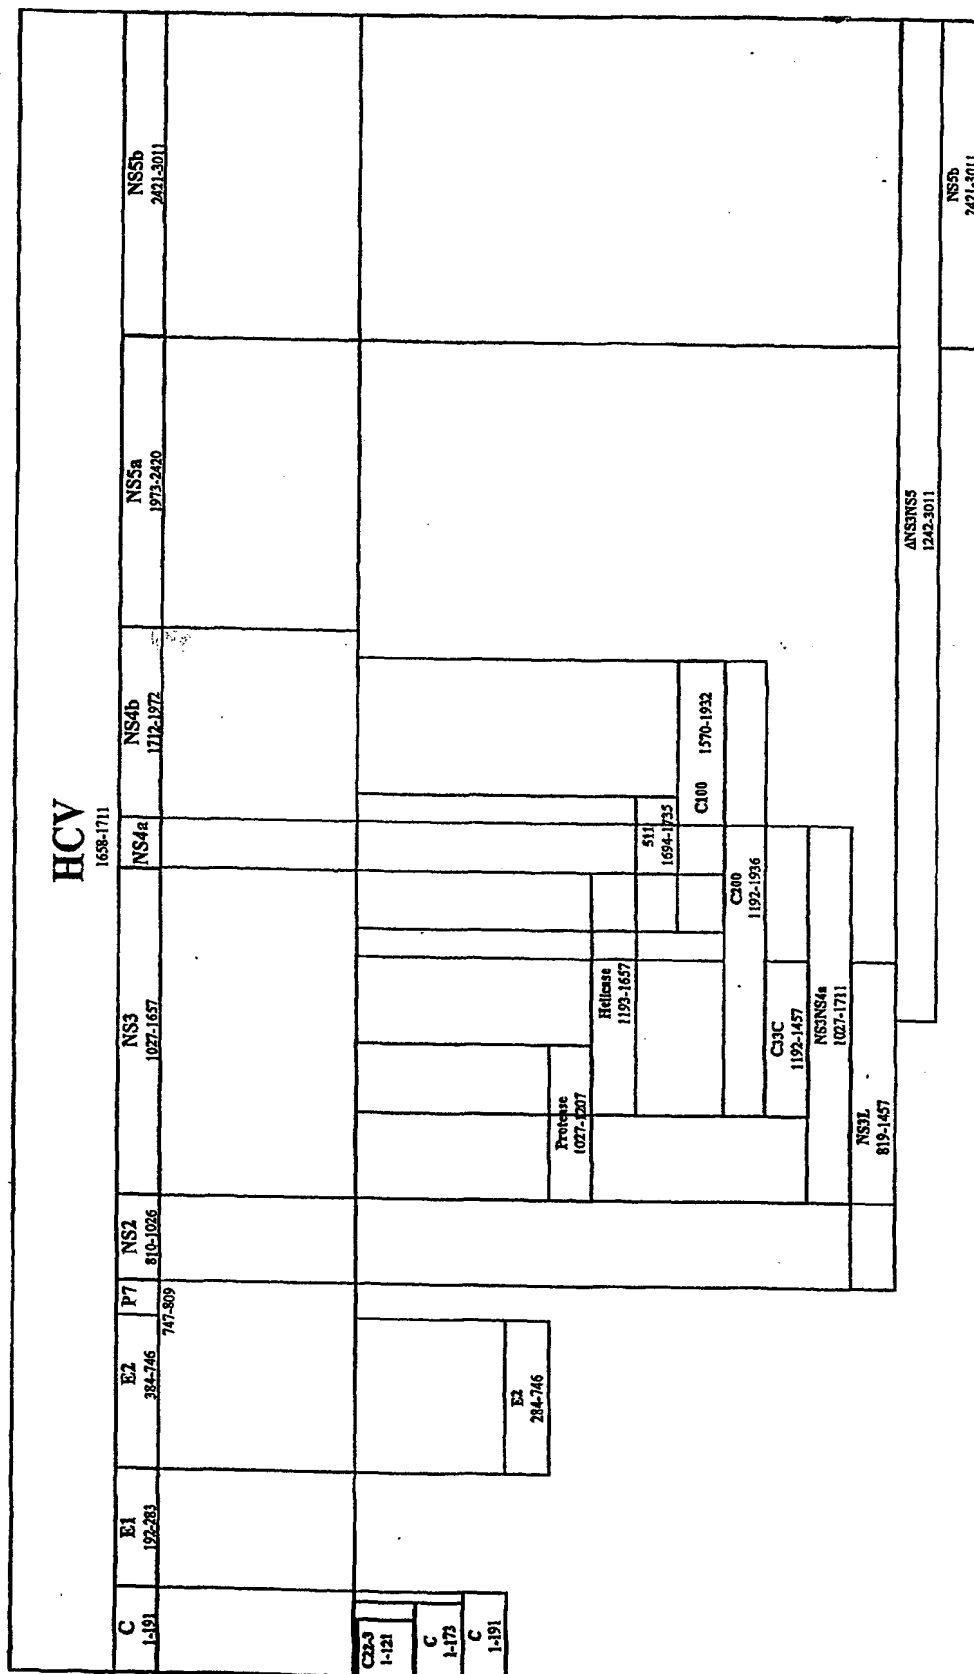 HCV
1658-1711
C
1-191
E1
192-283
E2
384-746
P7
747-809
NS2
810-1026
NS3
1027-1657
NS4a
NS4b
1712-1972
NS5a
1973-2420
NS5b
2421-3011
C22-3
1-121
C
1-173
C
1-191
E2
284-746
Protease
1027-1207
Helicase
1193-1657
511
1694-1735
C100
1570-1932
C200
1192-1936
C33C
1192-1457
NS3NS4a
1027-1711
NS3L
819-1457
ΔNS3NS5
1242-3011
NS5b
2421-3011